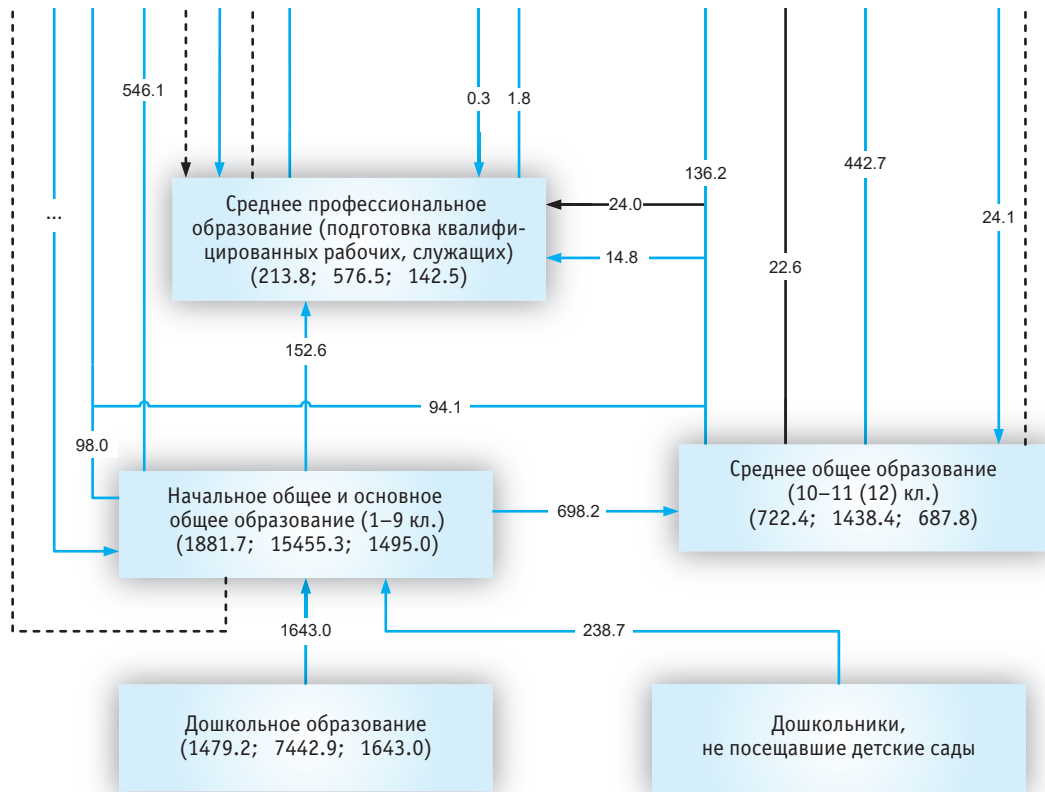 546.1
0.3
1.8
136.2
442.7
...
24.1
Среднее профессиональное
образование (подготовка квалифи-
цированных рабочих, служащих)
(213.8; 576.5; 142.5)
24.0
14.8
22.6
152.6
94.1
98.0
Начальное общее и основное
общее образование (1–9 кл.)
(1881.7; 15455.3; 1495.0)
698.2
Среднее общее образование
(10–11 (12) кл.)
(722.4; 1438.4; 687.8)
1643.0
238.7
Дошкольное образование
(1479.2; 7442.9; 1643.0)
Дошкольники,
не посещавшие детские сады